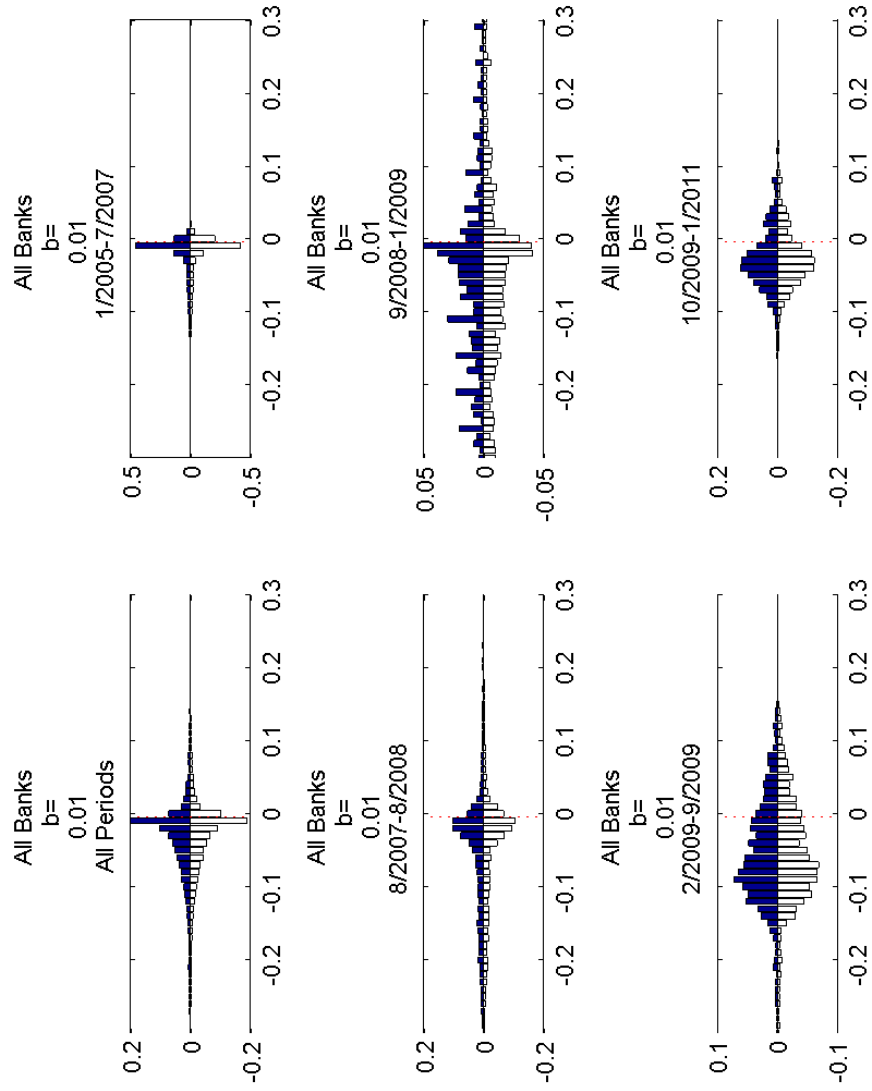 All Banks
b=
0.01
All Periods
0.2
0
-0.2
-0.2 -0.1 0 0.1 0.2 0.3
All Banks
b=
0.01
1/2005-7/2007
0.5
0
-0.5
-0.2 -0.1 0 0.1 0.2 0.3
All Banks
b=
0.01
8/2007-8/2008
0.2
0
-0.2
-0.2 -0.1 0 0.1 0.2 0.3
All Banks
b=
0.01
9/2008-1/2009
0.05
0
-0.05
-0.2 -0.1 0 0.1 0.2 0.3
All Banks
b=
0.01
2/2009-9/2009
0.1
0
-0.1
-0.2 -0.1 0 0.1 0.2 0.3
All Banks
b=
0.01
10/2009-1/2011
0.2
0
-0.2
-0.2 -0.1 0 0.1 0.2 0.3